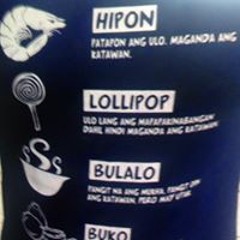 HIPON
PATAPON ANG ULO. MAGANDA ANG
KATAWAN.
LOLLIPOP
ULO LANG ANG MAPAPAKINABANGAN
DAHIL HINDI MAGANDA ANG KATAWAN.
BULALO
PANGIT NA ANG MUKHA, PANGIT DIN
ANG KATAWAN, PERO MAY UTAK.
BUKO